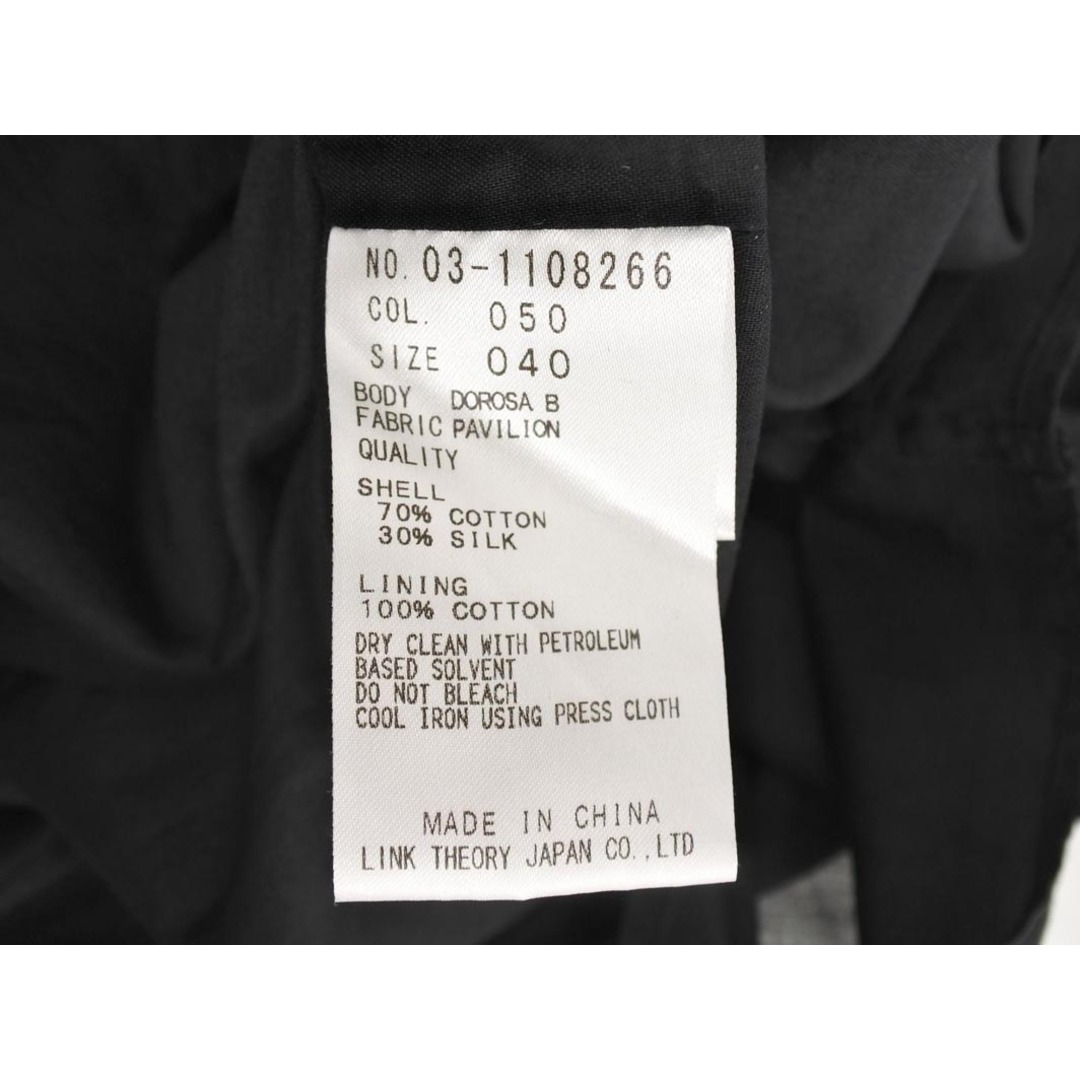 NO. 03-1108266
COL. 050
SIZE 040
BODY DOROSA B
FABRIC PAVILION
QUALITY
SHELL
70% COTTON
30% SILK
LINING
100% COTTON
DRY CLEAN WITH PETROLEUM
BASED SOLVENT
DO NOT BLEACH
COOL IRON USING PRESS CLOTH
MADE IN CHINA
LINK THEORY JAPAN CO.,LTD